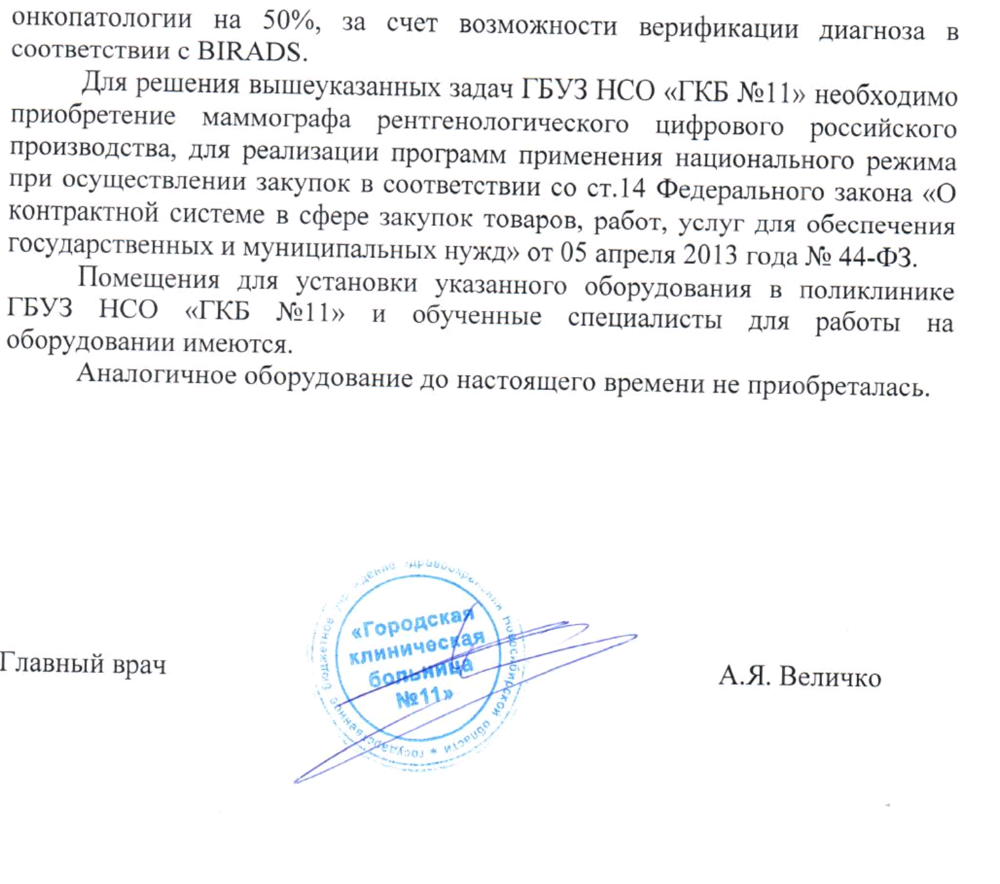 онкопатологии на 50%, за счет возможности верификации диагноза в
соответствии с BIRADS.
Для решения вышеуказанных задач ГБУЗ НСО «ГКБ №11» необходимо
приобретение маммографа рентгенологического цифрового российского
производства, для реализации программ применения национального режима
при осуществлении закупок в соответствии со ст.14 Федерального закона «О
контрактной системе в сфере закупок товаров, работ, услуг для обеспечения
государственных и муниципальных нужд» от 05 апреля 2013 года № 44-ФЗ.
Помещения для установки указанного оборудования в поликлинике
ГБУЗ НСО «ГКБ №11» и обученные специалисты для работы на
оборудовании имеются.
Аналогичное оборудование до настоящего времени не приобреталась.
Главный врач
государственное бюджетное учреждение здравоохранения Новосибирской области *
«Городская
клиническая
больница
№11»
А.Я. Величко